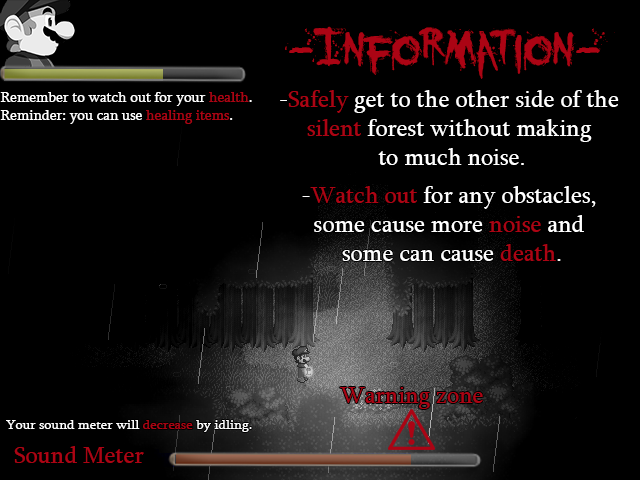 -INFORMATION-
Remember to watch out for your health.
Reminder: you can use healing items.
-Safely get to the other side of the
silent forest without making
to much noise.
-Watch out for any obstacles,
some cause more noise and
some can cause death.
Warning zone
!
Your sound meter will decrease by idling.
Sound Meter